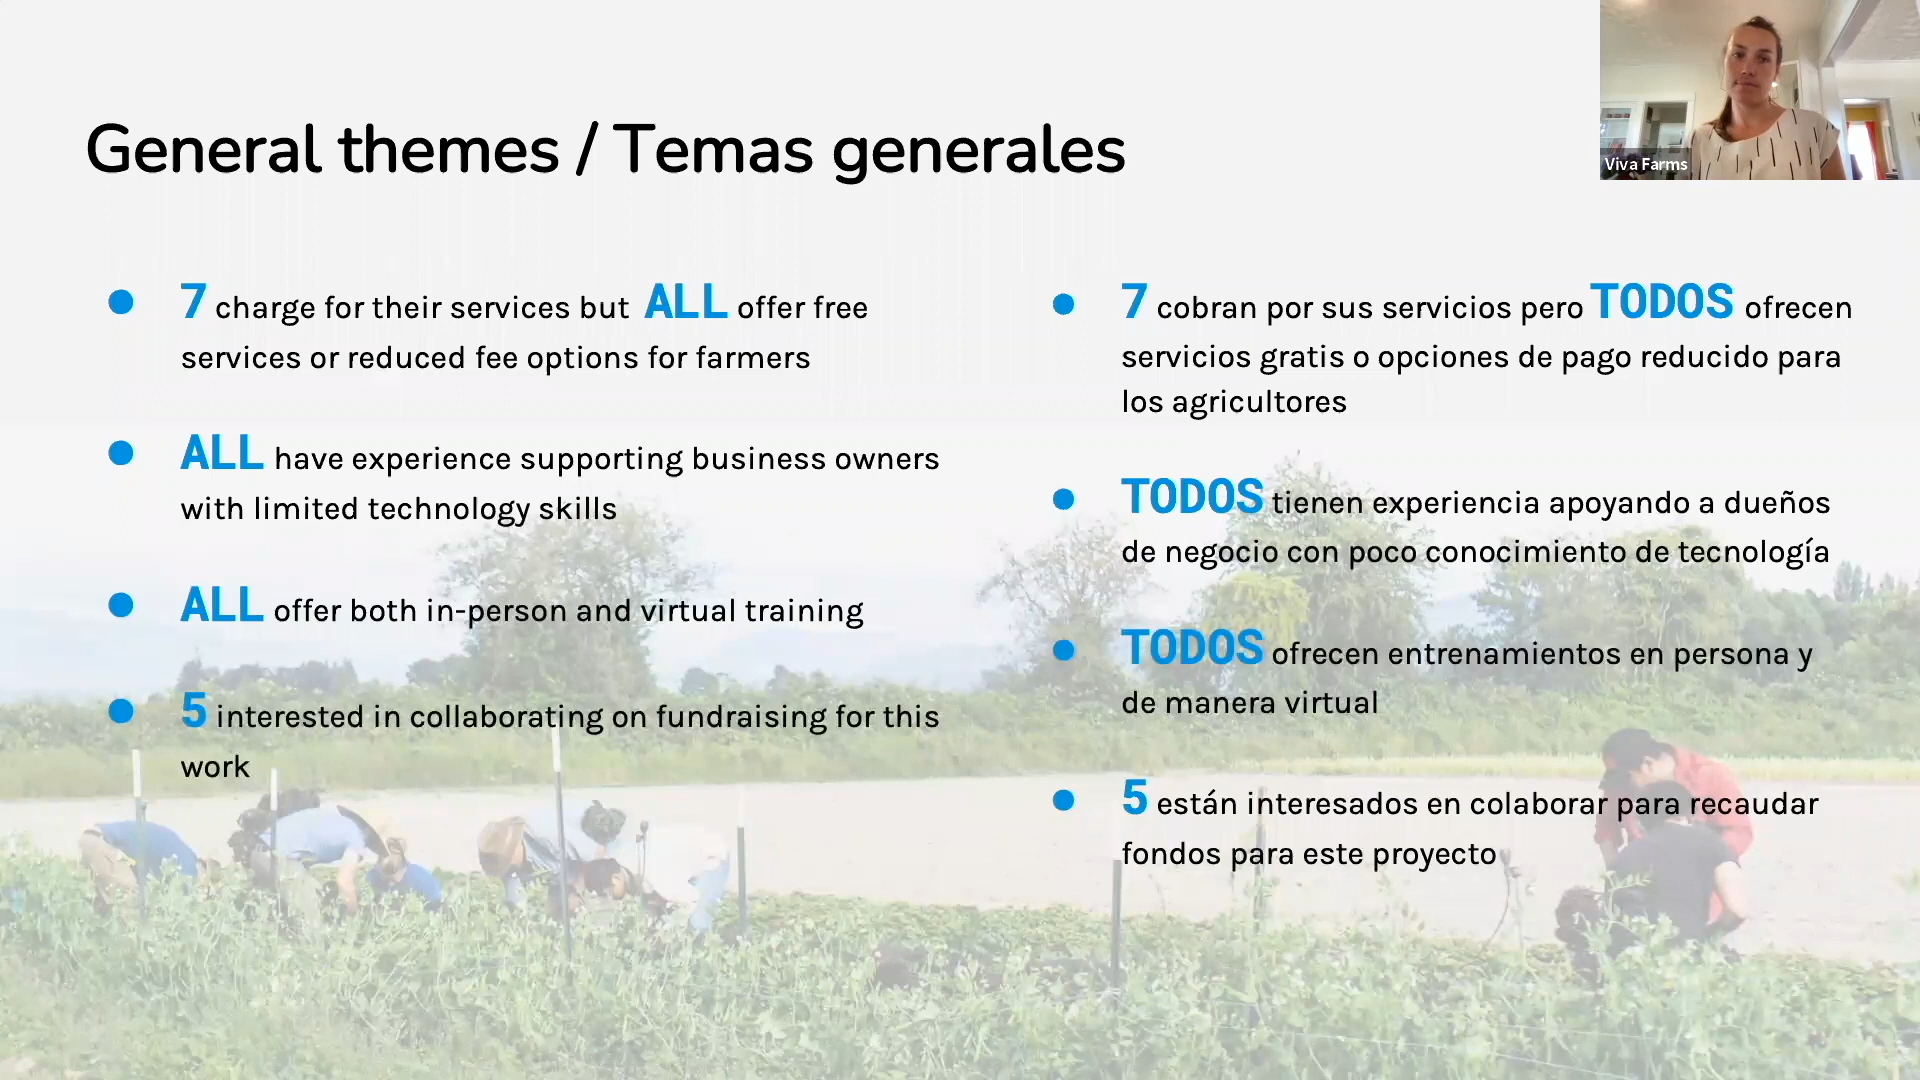 General themes / Temas generales
Viva Farms
7 charge for their services but ALL offer free
services or reduced fee options for farmers
ALL have experience supporting business owners
with limited technology skills
ALL offer both in-person and virtual training
5 interested in collaborating on fundraising for this
work
7 cobran por sus servicios pero TODOS ofrecen
servicios gratis o opciones de pago reducido para
los agricultores
TODOS tienen experiencia apoyando a dueños
de negocio con poco conocimiento de tecnología
TODOS ofrecen entrenamientos en persona y
de manera virtual
5 están interesados en colaborar para recaudar
fondos para este proyecto